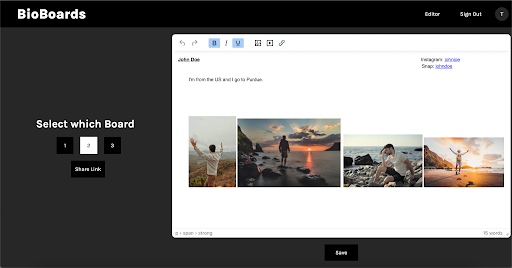 BioBoards
Editor
Sign Out
T
B I U
John Doe
Instagram: johndoe
Snap: johndoe
I'm from the US and I go to Purdue.
Select which Board
1 2 3
Share Link
p › span › strong
15 words
Save